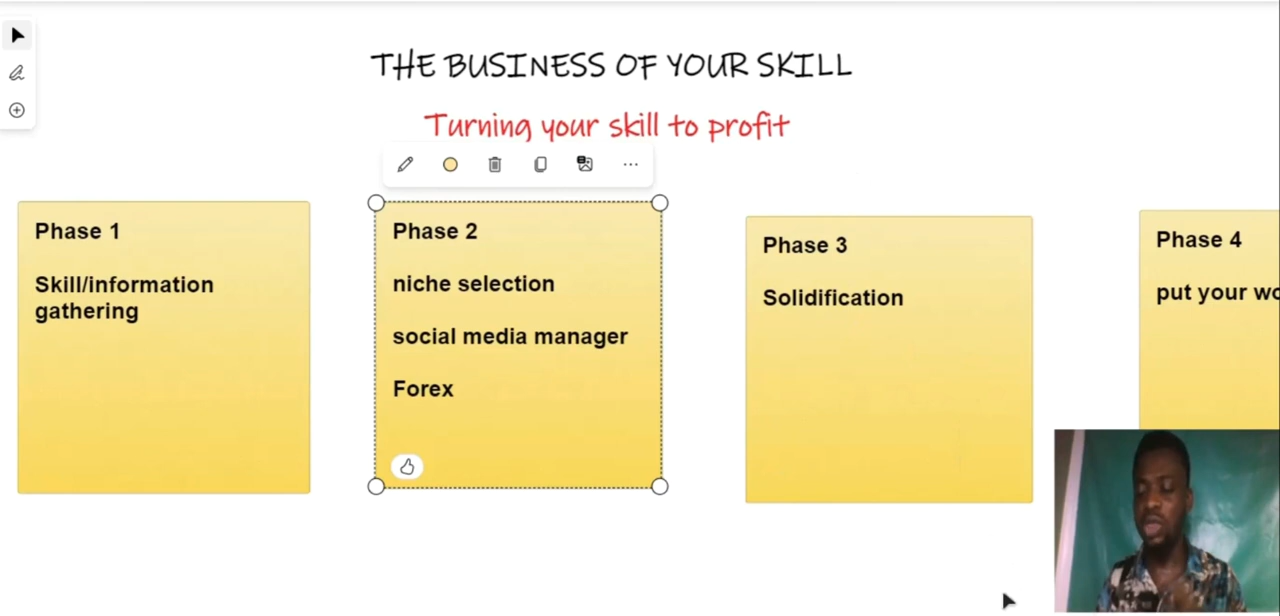 THE BUSINESS OF YOUR SKILL
Turning your skill to profit
Phase 1
Skill/information
gathering
Phase 2
niche selection
social media manager
Forex
Phase 3
Solidification
Phase 4
put your